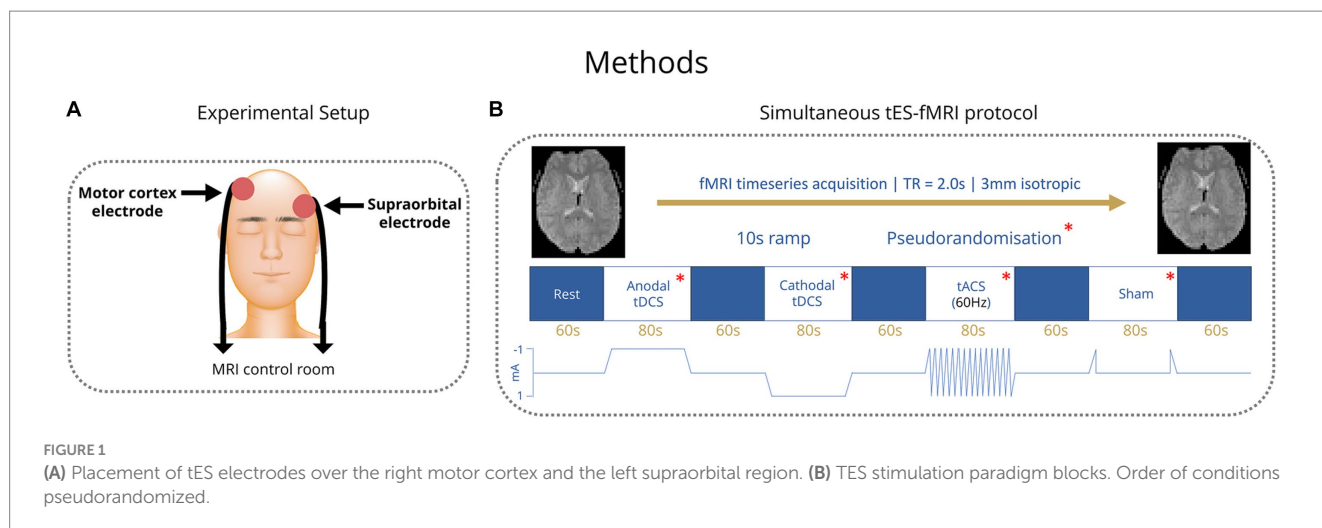 Methods
A
Experimental Setup
Motor cortex
electrode
Supraorbital
electrode
MRI control room
B
Simultaneous tES-fMRI protocol
fMRI timeseries acquisition | TR = 2.0s | 3mm isotropic
10s ramp
Pseudorandomisation *
Rest
Anodal *
tDCS
Cathodal *
tDCS
tACS *
(60Hz)
Sham *
60s 80s 60s 80s 60s 80s 60s 80s 60s
-1
mA
1
FIGURE 1
(A) Placement of tES electrodes over the right motor cortex and the left supraorbital region. (B) TES stimulation paradigm blocks. Order of conditions
pseudorandomized.